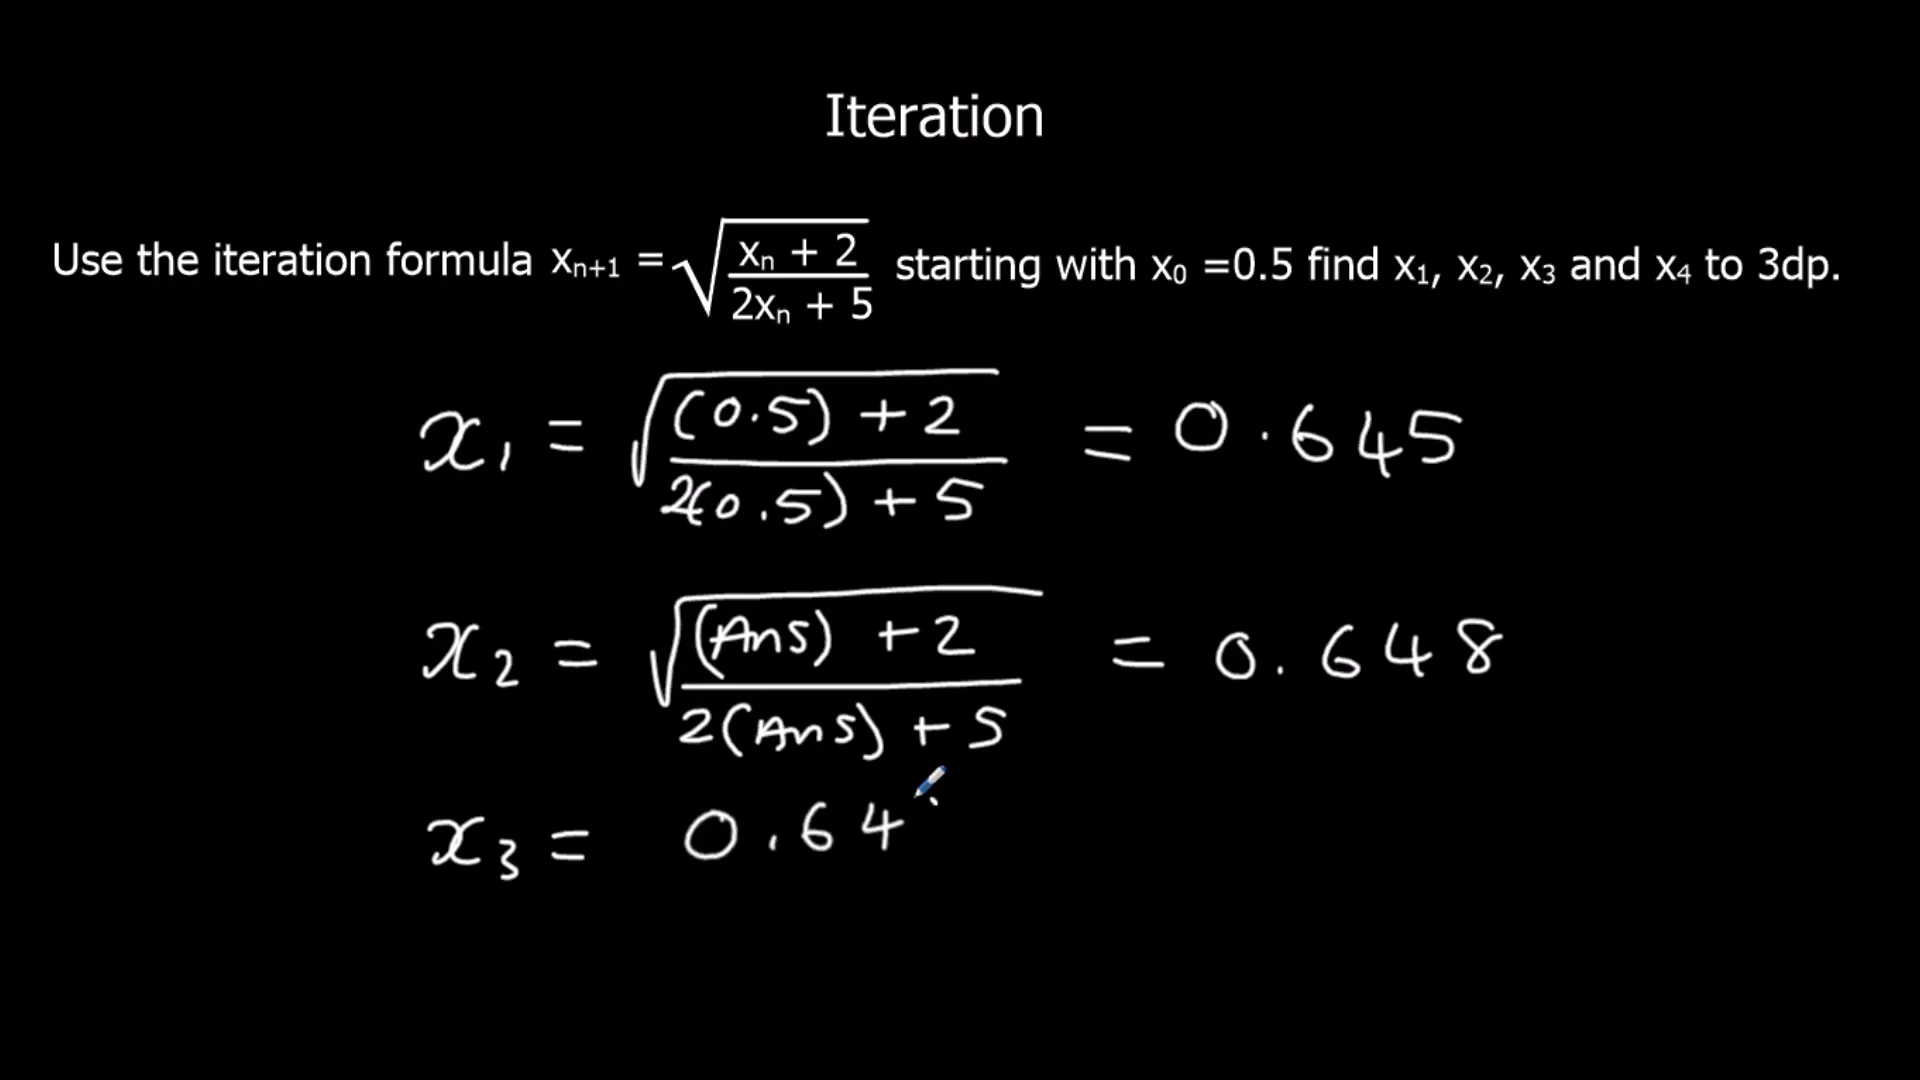 Iteration
Use the iteration formula xₙ₊₁ = √((xₙ + 2)/(2xₙ + 5)) starting with x₀ =0.5 find x₁, x₂, x₃ and x₄ to 3dp.
x₁ = √(((0.5) + 2)/(2(0.5) + 5)) = 0.645
x₂ = √(((Ans) + 2)/(2(Ans) + 5)) = 0.648
x₃ = 0.64